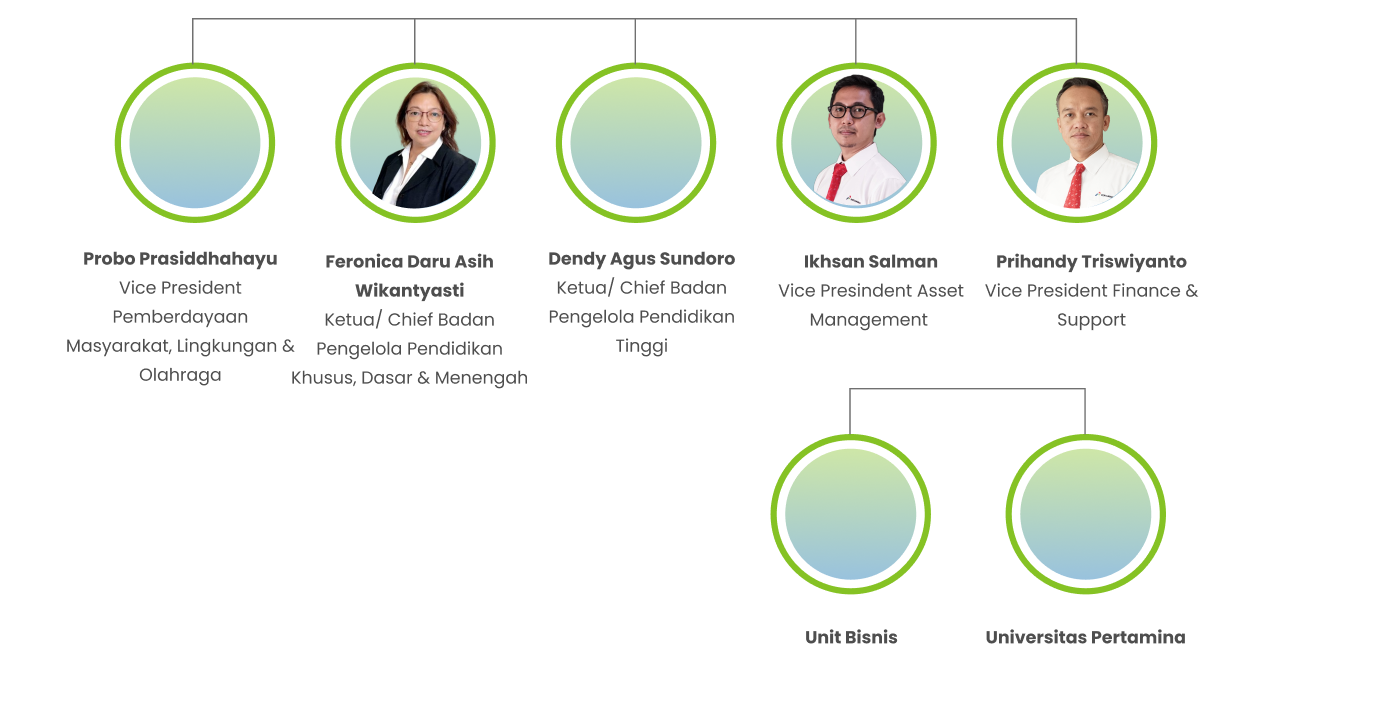 Probo Prasiddhahayu
Vice President
Pemberdayaan
Masyarakat, Lingkungan &
Olahraga
Feronica Daru Asih
Wikantyasti
Ketua/ Chief Badan
Pengelola Pendidikan
Khusus, Dasar & Menengah
Dendy Agus Sundoro
Ketua/ Chief Badan
Pengelola Pendidikan
Tinggi
Ikhsan Salman
Vice Presindent Asset
Management
Prihandy Triswiyanto
Vice President Finance &
Support
Unit Bisnis
Universitas Pertamina